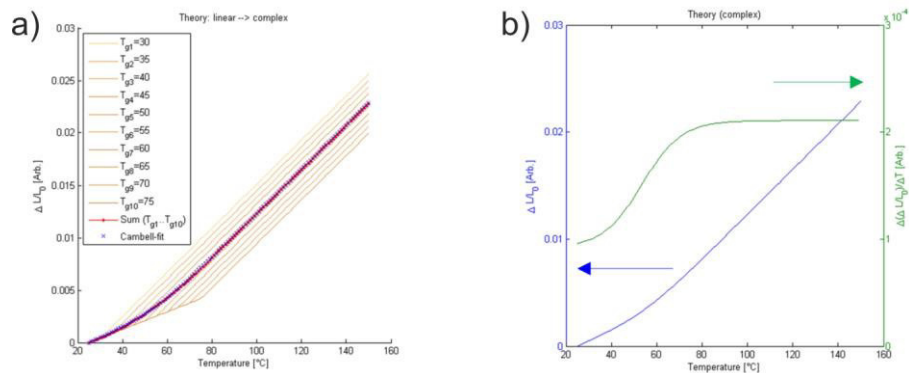 a)
Theory: linear --> complex
0.03
0.025
0.02
0.015
0.01
0.005
0
Δ L/L0 [Arb.]
Tg1=30
Tg2=35
Tg3=40
Tg4=45
Tg5=50
Tg6=55
Tg7=60
Tg8=65
Tg9=70
Tg10=75
Sum (Tg1...Tg10)
Cambell-fit
20 40 60 80 100 120 140 160
Temperature [°C]
b)
Theory (complex)
x 10-4
0.03
0.02
0.01
0
Δ L/L0 [Arb.]
3
2
1
0
Δ(Δ L/L0)/ΔT [Arb.]
20 40 60 80 100 120 140 160
Temperature [°C]